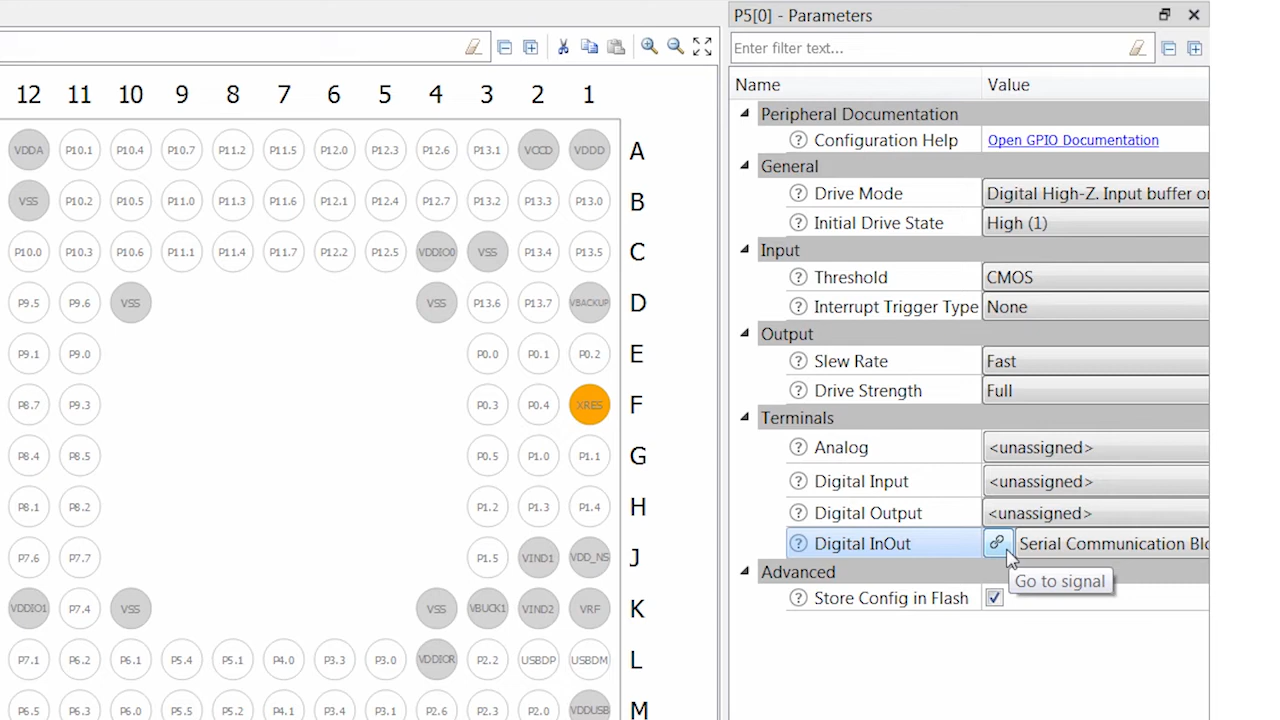 P5[0] - Parameters
Enter filter text...
Name Value
Peripheral Documentation
Configuration Help Open GPIO Documentation
General
Drive Mode Digital High-Z. Input buffer
Initial Drive State High (1)
Input
Threshold CMOS
Interrupt Trigger Type None
Output
Slew Rate Fast
Drive Strength Full
Terminals
Analog <unassigned>
Digital Input <unassigned>
Digital Output <unassigned>
Digital InOut Serial Communication
Go to signal
Advanced
Store Config in Flash
12 11 10 9 8 7 6 5 4 3 2 1
VDDA P10.1 P10.4 P10.7 P11.2 P11.5 P12.0 P12.3 P12.6 P13.1 VCCD VDDD A
VSS P10.2 P10.5 P11.0 P11.3 P11.6 P12.1 P12.4 P12.7 P13.2 P13.3 P13.0 B
P10.0 P10.3 P10.6 P11.1 P11.4 P11.7 P12.2 P12.5 VDDIO0 VSS P13.4 P13.5 C
P9.5 P9.6 VSS VSS P13.6 P13.7 VBACKUP D
P9.1 P9.0 P0.0 P0.1 P0.2 E
P8.7 P9.3 P0.3 P0.4 XRES F
P8.4 P8.5 P0.5 P1.0 P1.1 G
P8.1 P8.2 P1.2 P1.3 P1.4 H
P7.6 P7.7 P1.5 VIND1 VDD_NS J
VDDIO1 P7.4 VSS VSS VBUCK1 VIND2 VRF K
P7.1 P6.2 P6.1 P5.4 P5.1 P4.0 P3.3 P3.0 VDDIOR P2.2 USBDP USBDM L
P6.5 P6.3 P6.0 P5.5 P5.2 P4.1 P3.4 P3.1 P2.6 P2.3 P2.0 VDDUSB M